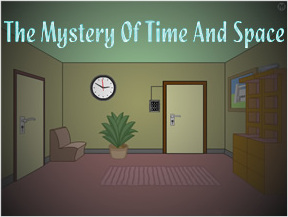 The Mystery Of Time And Space